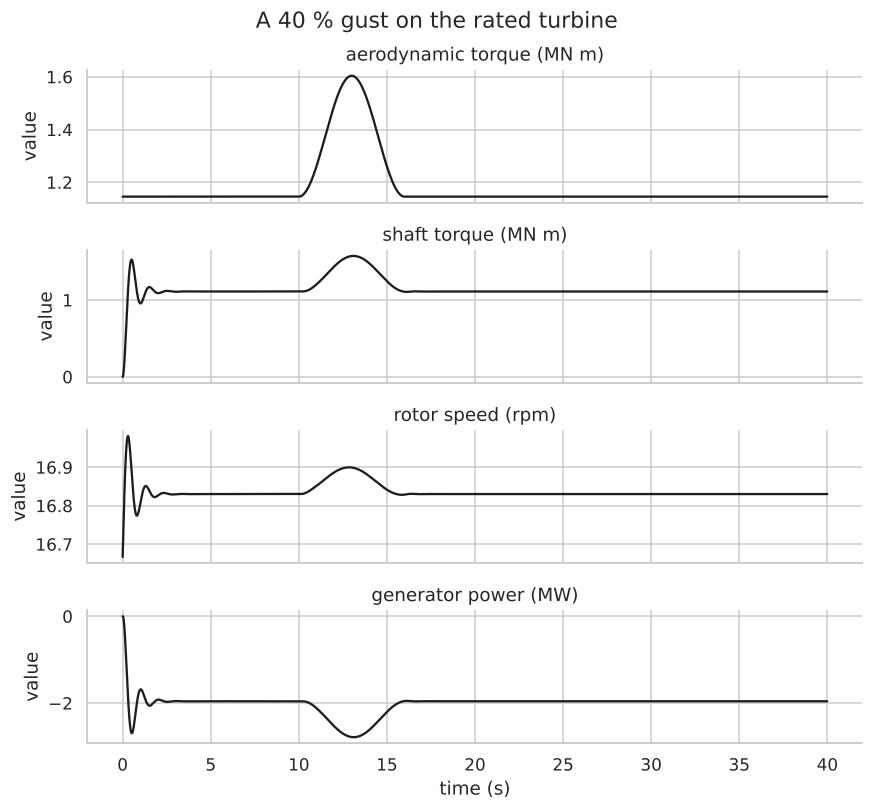 A 40 % gust on the rated turbine
aerodynamic torque (MN m)
value
1.6
1.4
1.2
shaft torque (MN m)
value
1
0
rotor speed (rpm)
value
16.9
16.8
16.7
generator power (MW)
value
0
−2
0 5 10 15 20 25 30 35 40
time (s)